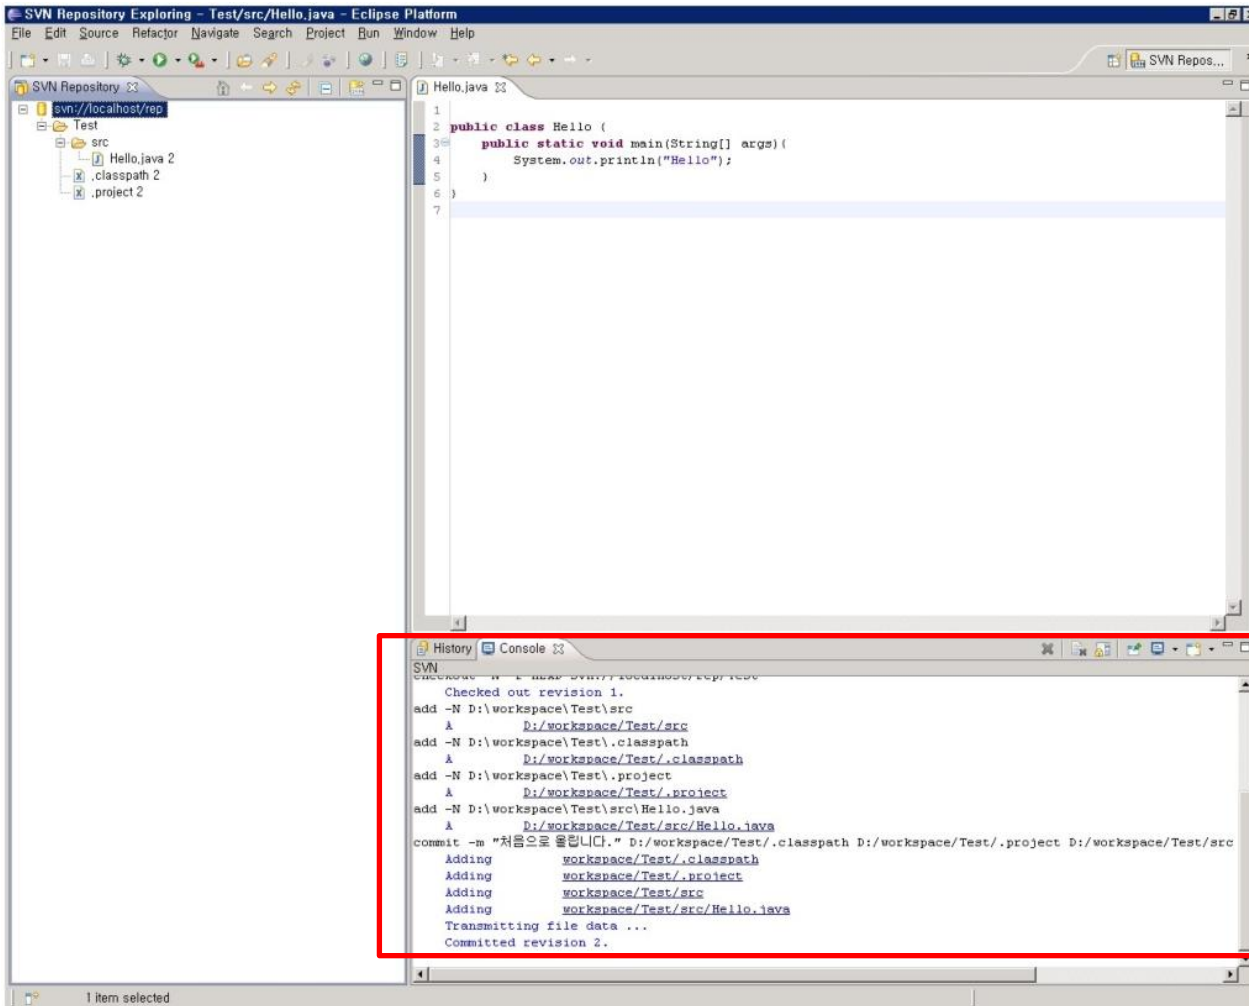 SVN Repository Exploring - Test/src/Hello.java - Eclipse Platform
File Edit Source Refactor Navigate Search Project Run Window Help
SVN Repos...
SVN Repository
svn://localhost/rep
Test
src
Hello.java 2
.classpath 2
.project 2
Hello.java
1
2 public class Hello {
3 public static void main(String[] args){
4 System.out.println("Hello");
5 }
6 }
7
History Console
SVN
checkout -N -r HEAD svn://localhost/rep/Test
Checked out revision 1.
add -N D:\workspace\Test\src
A D:/workspace/Test/src
add -N D:\workspace\Test\.classpath
A D:/workspace/Test/.classpath
add -N D:\workspace\Test\.project
A D:/workspace/Test/.project
add -N D:\workspace\Test\src\Hello.java
A D:/workspace/Test/src/Hello.java
commit -m "처음으로 올립니다." D:/workspace/Test/.classpath D:/workspace/Test/.project D:/workspace/Test/src
Adding workspace/Test/.classpath
Adding workspace/Test/.project
Adding workspace/Test/src
Adding workspace/Test/src/Hello.java
Transmitting file data ...
Committed revision 2.
1 item selected